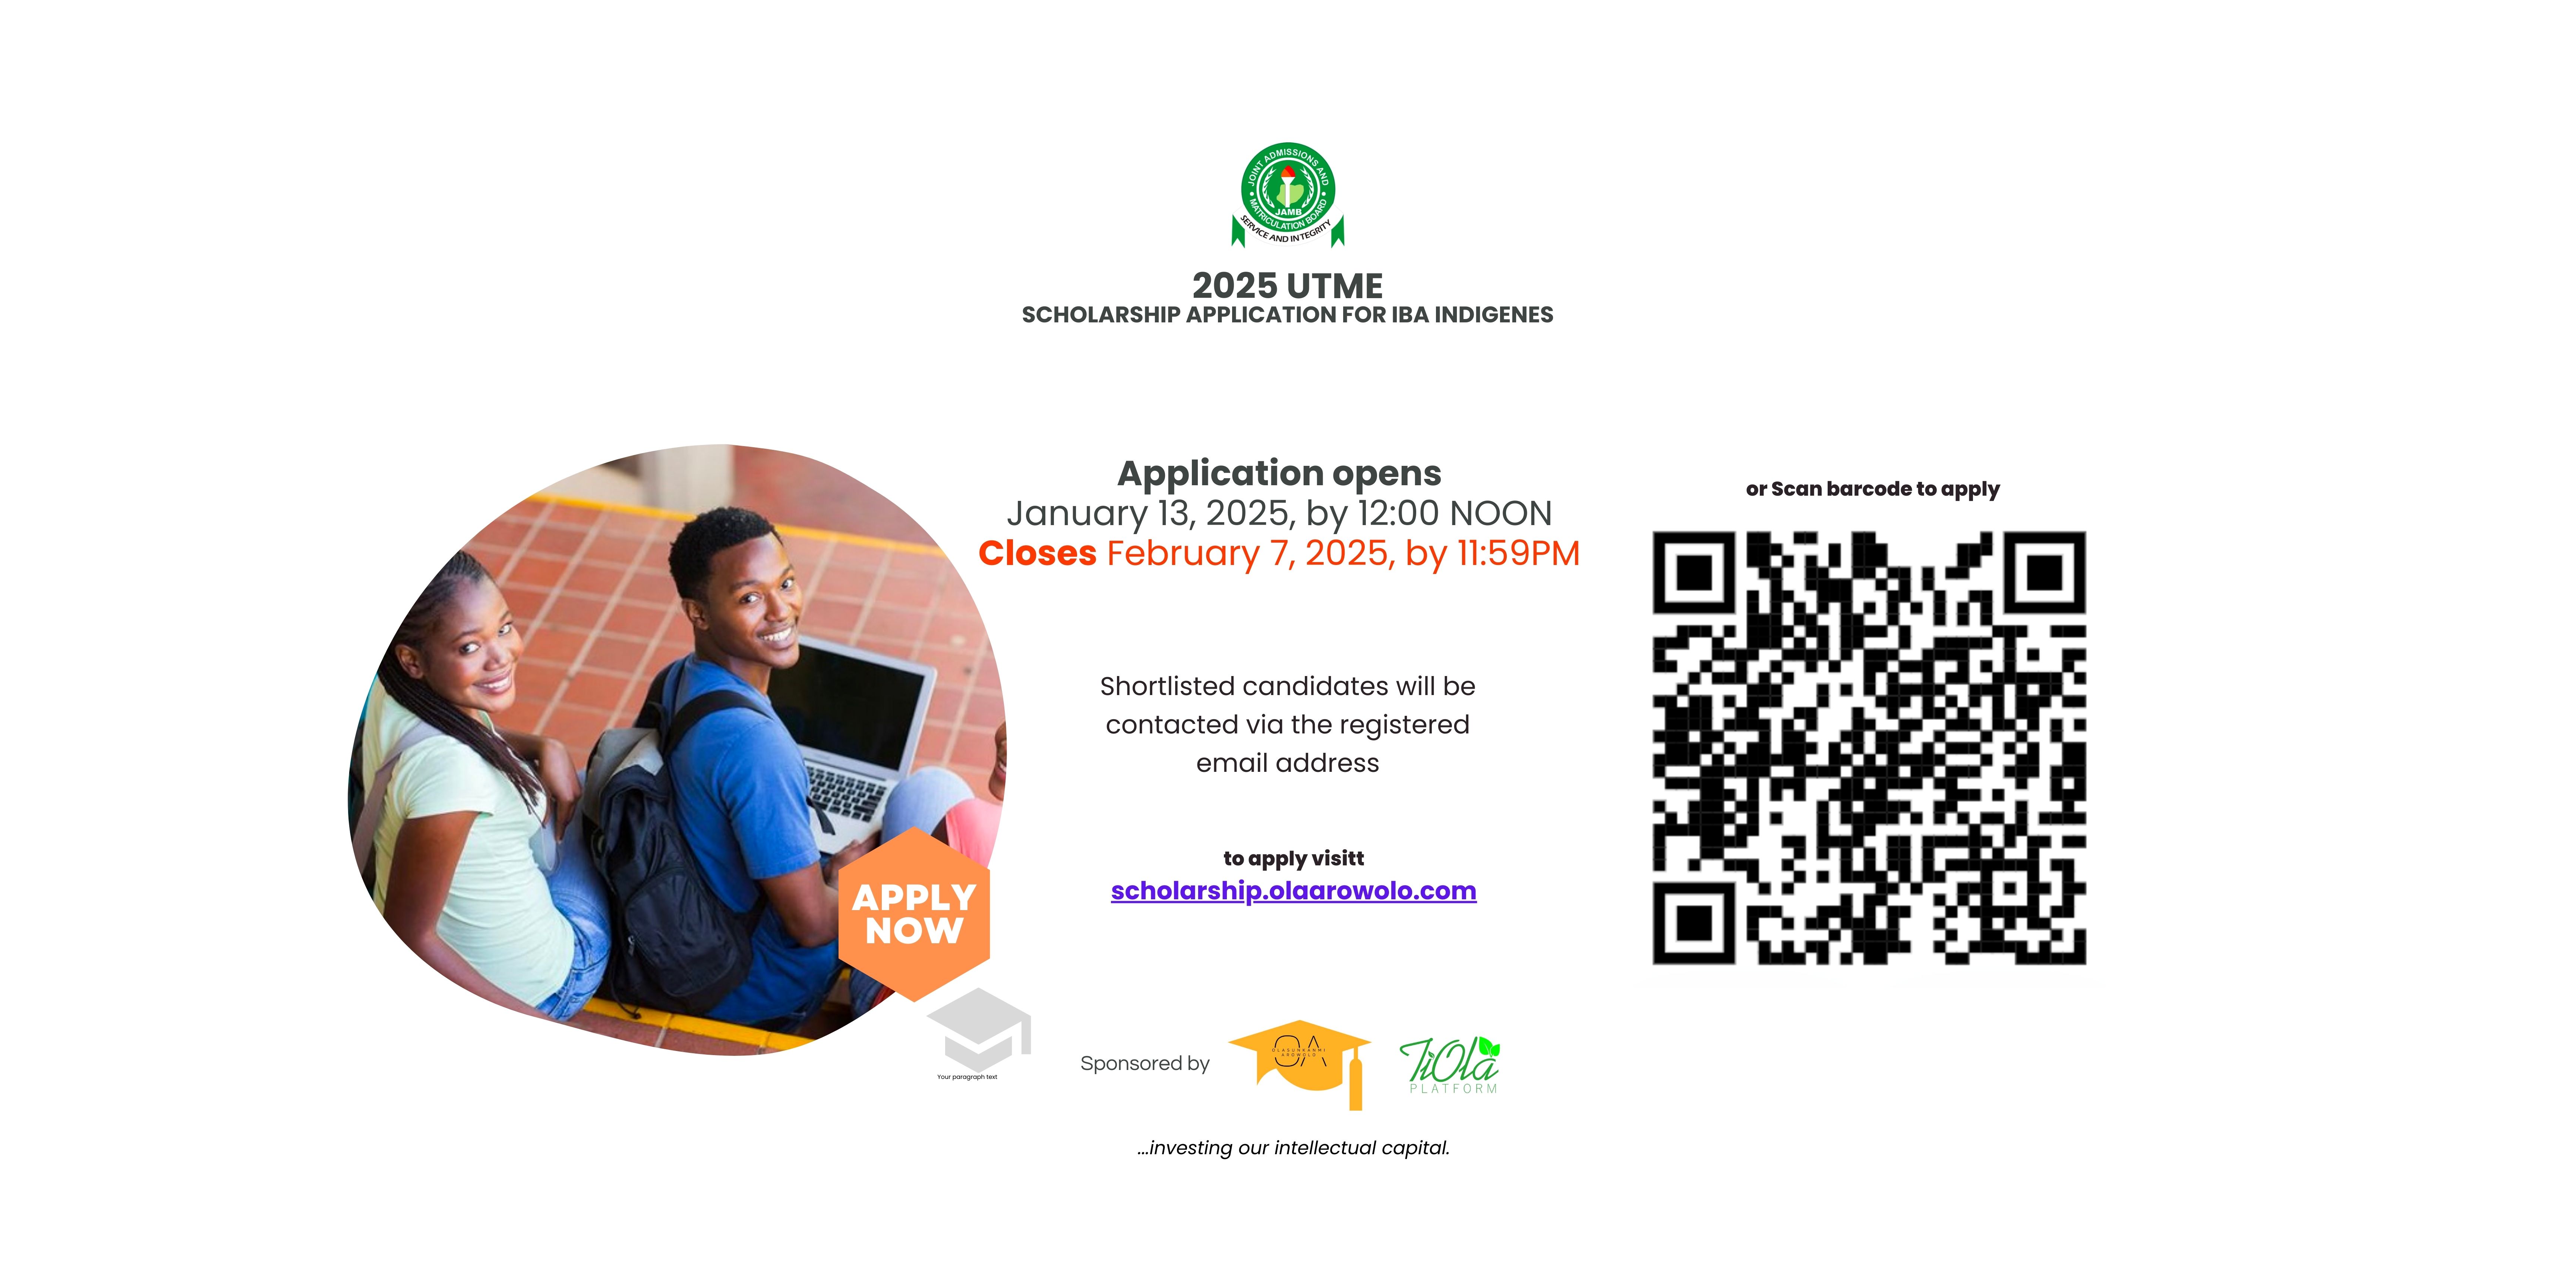 JOINT ADMISSIONS AND
MATRICULATION BOARD
JAMB
SERVICE AND INTEGRITY
2025 UTME
SCHOLARSHIP APPLICATION FOR IBA INDIGENES
Application opens
January 13, 2025, by 12:00 NOON
Closes February 7, 2025, by 11:59PM
or Scan barcode to apply
Shortlisted candidates will be
contacted via the registered
email address
to apply visitt
scholarship.olaarowolo.com
APPLY
NOW
Your paragraph text
Sponsored by
OA
OLASUNKANMI
AROWOLO
TiOla
PLATFORM
...investing our intellectual capital.